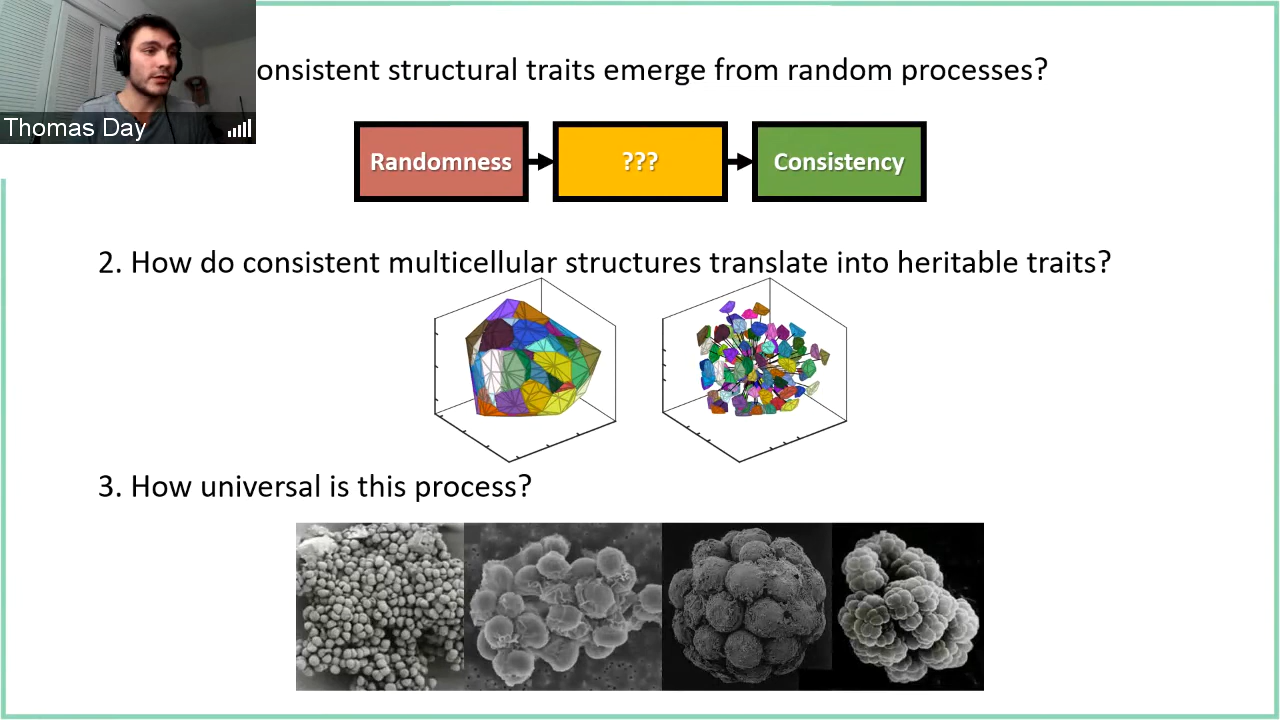 onsistent structural traits emerge from random processes?
Thomas Day
Randomness
???
Consistency
2. How do consistent multicellular structures translate into heritable traits?
3. How universal is this process?